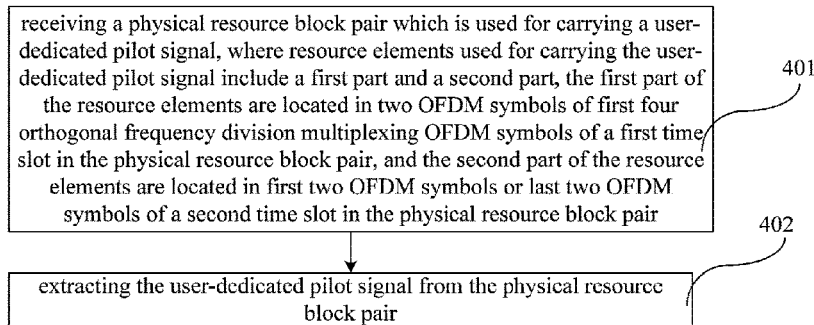 receiving a physical resource block pair which is used for carrying a user-
dedicated pilot signal, where resource elements used for carrying the user-
dedicated pilot signal include a first part and a second part, the first part of
the resource elements are located in two OFDM symbols of first four
orthogonal frequency division multiplexing OFDM symbols of a first time
slot in the physical resource block pair, and the second part of the resource
elements are located in first two OFDM symbols or last two OFDM
symbols of a second time slot in the physical resource block pair
401
402
extracting the user-dedicated pilot signal from the physical resource
block pair